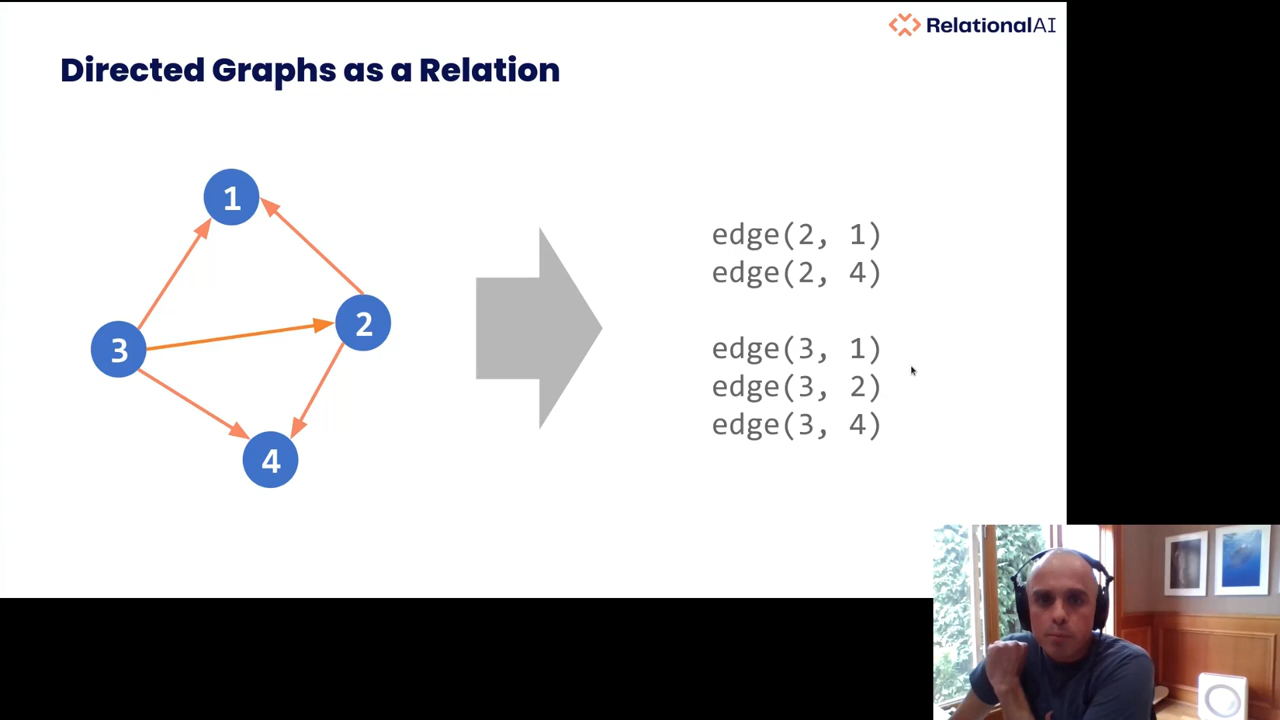 RelationalAI
Directed Graphs as a Relation
1
2
3
4
edge(2, 1)
edge(2, 4)
edge(3, 1)
edge(3, 2)
edge(3, 4)